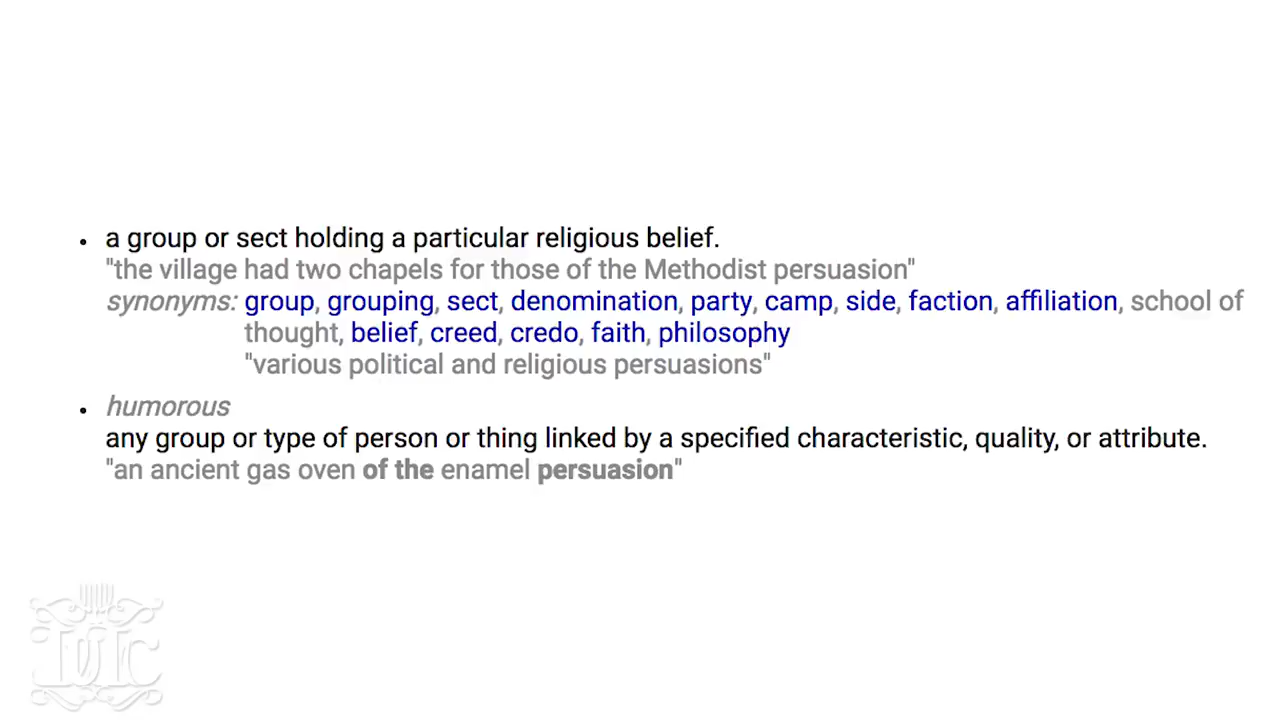 • a group or sect holding a particular religious belief.
"the village had two chapels for those of the Methodist persuasion"
synonyms: group, grouping, sect, denomination, party, camp, side, faction, affiliation, school of
thought, belief, creed, credo, faith, philosophy
"various political and religious persuasions"
• humorous
any group or type of person or thing linked by a specified characteristic, quality, or attribute.
"an ancient gas oven of the enamel persuasion"